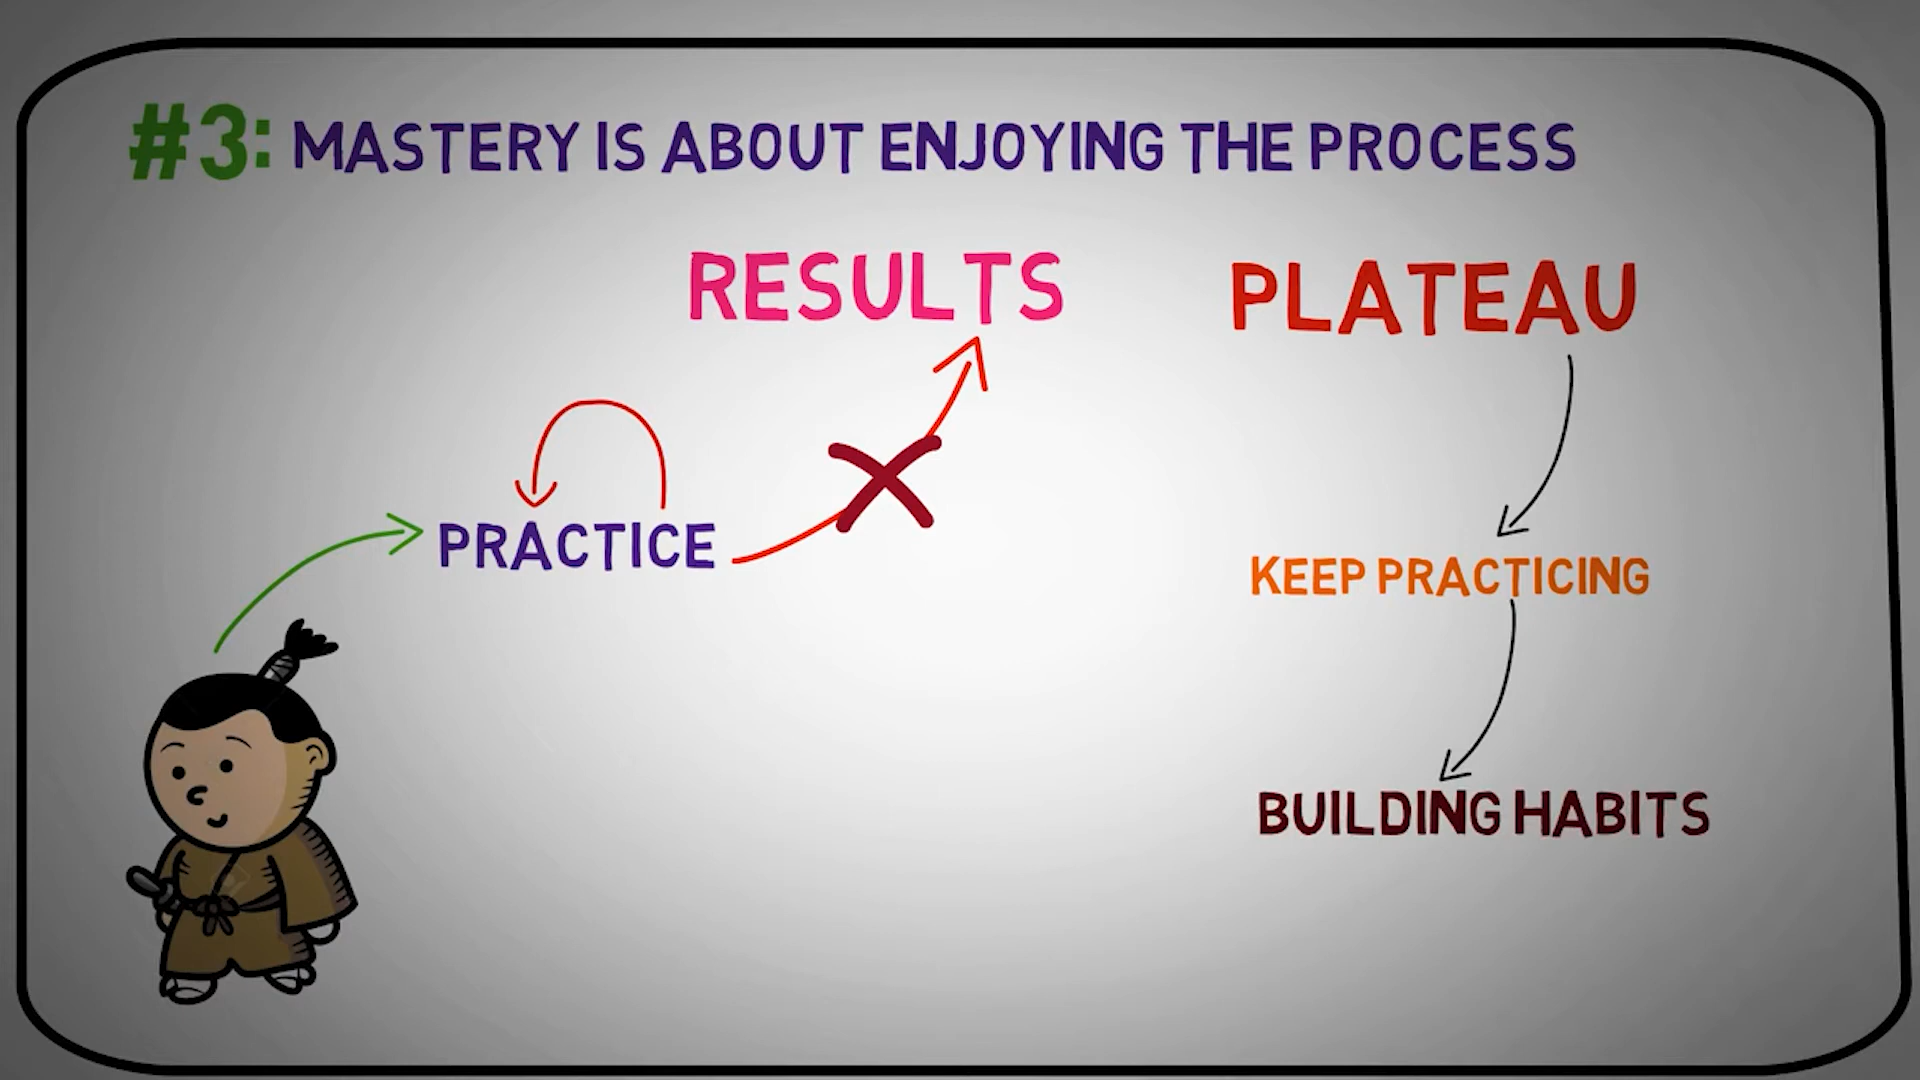 #3: MASTERY IS ABOUT ENJOYING THE PROCESS
RESULTS
PLATEAU
PRACTICE
KEEP PRACTICING
BUILDING HABITS